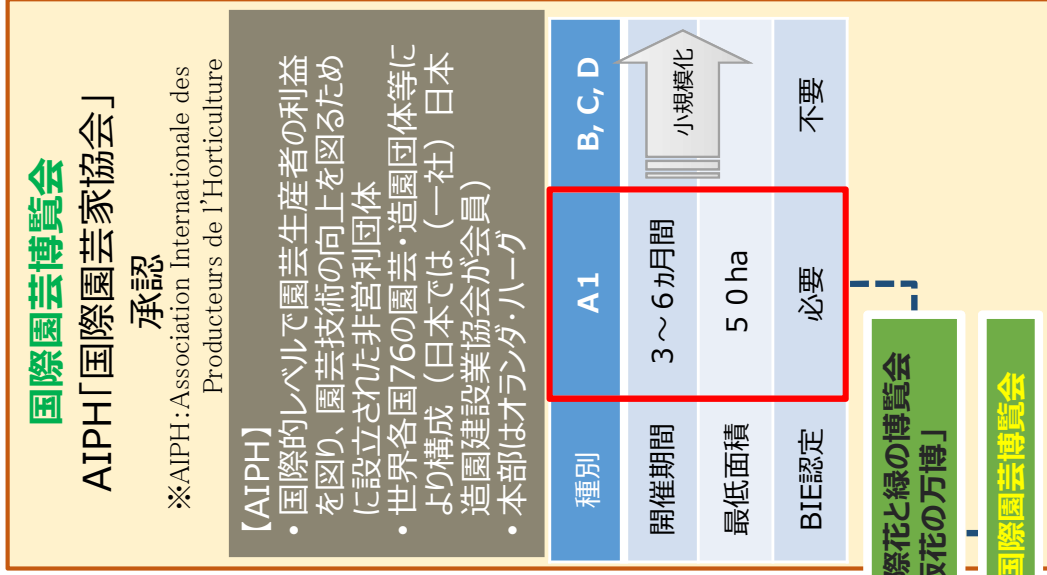 国際園芸博覧会
AIPH「国際園芸家協会」
承認
※AIPH:Association Internationale des
Producteurs de l'Horticulture
【AIPH】
・国際的レベルで園芸生産者の利益
を図り、園芸技術の向上を図るため
に設立された非営利団体
・世界各国76の園芸・造園団体等に
より構成（日本では（一社）日本
造園建設業協会が会員）
・本部はオランダ・ハーグ
種別 A1 B, C, D
開催期間 3～6ヵ月間
最低面積 50ha
小規模化
BIE認定 必要 不要
際花と緑の博覧会
阪花の万博」
国際園芸博覧会